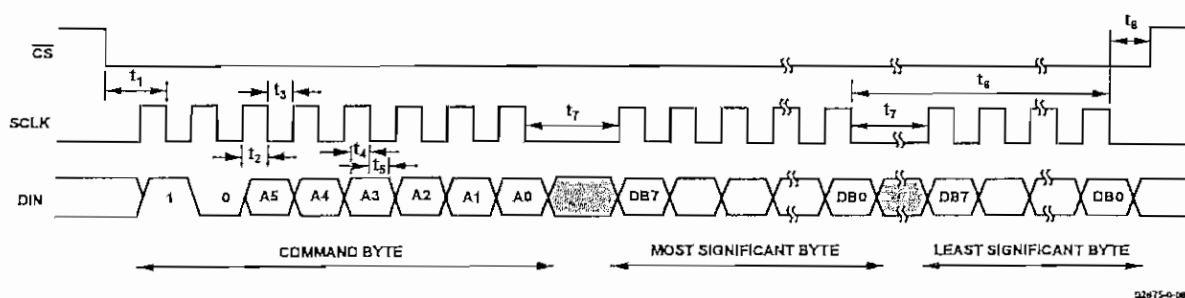 t8
CS
t1
t3
t6
SCLK
t7
t7
t2
t4
t5
DIN
1 0 A5 A4 A3 A2 A1 A0 DB7 DB0 DB7 DB0
COMMAND BYTE
MOST SIGNIFICANT BYTE
LEAST SIGNIFICANT BYTE